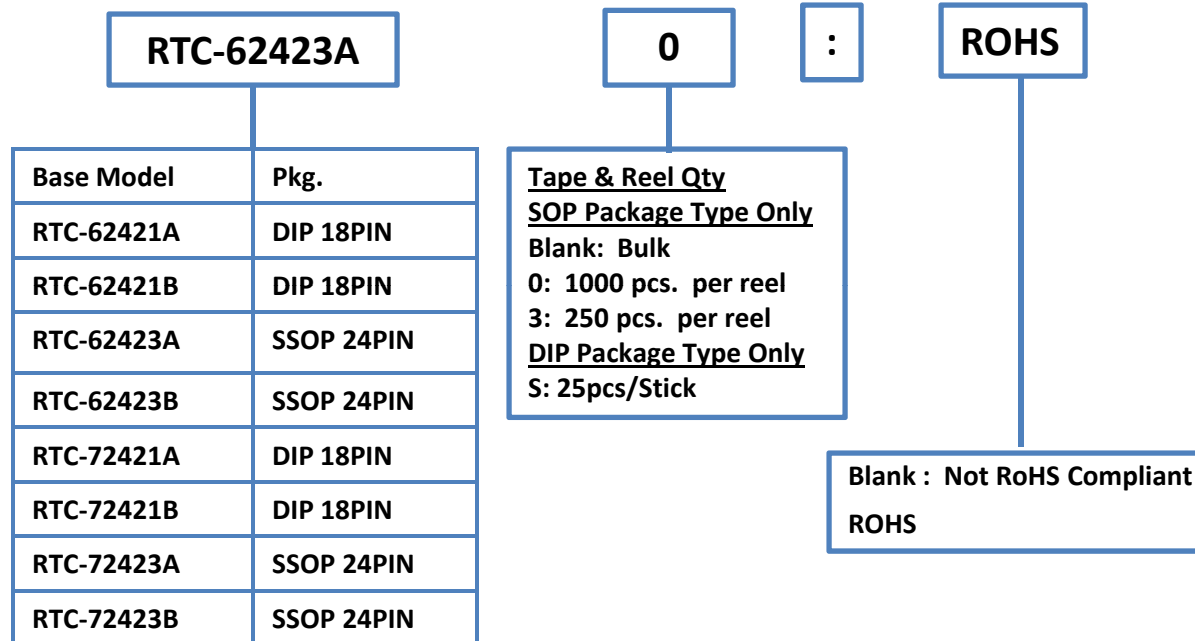 RTC-62423A 0 : ROHS
Base Model Pkg.
RTC-62421A DIP 18PIN
RTC-62421B DIP 18PIN
RTC-62423A SSOP 24PIN
RTC-62423B SSOP 24PIN
RTC-72421A DIP 18PIN
RTC-72421B DIP 18PIN
RTC-72423A SSOP 24PIN
RTC-72423B SSOP 24PIN
Tape & Reel Qty
SOP Package Type Only
Blank: Bulk
0: 1000 pcs. per reel
3: 250 pcs. per reel
DIP Package Type Only
S: 25pcs/Stick
Blank : Not RoHS Compliant
ROHS